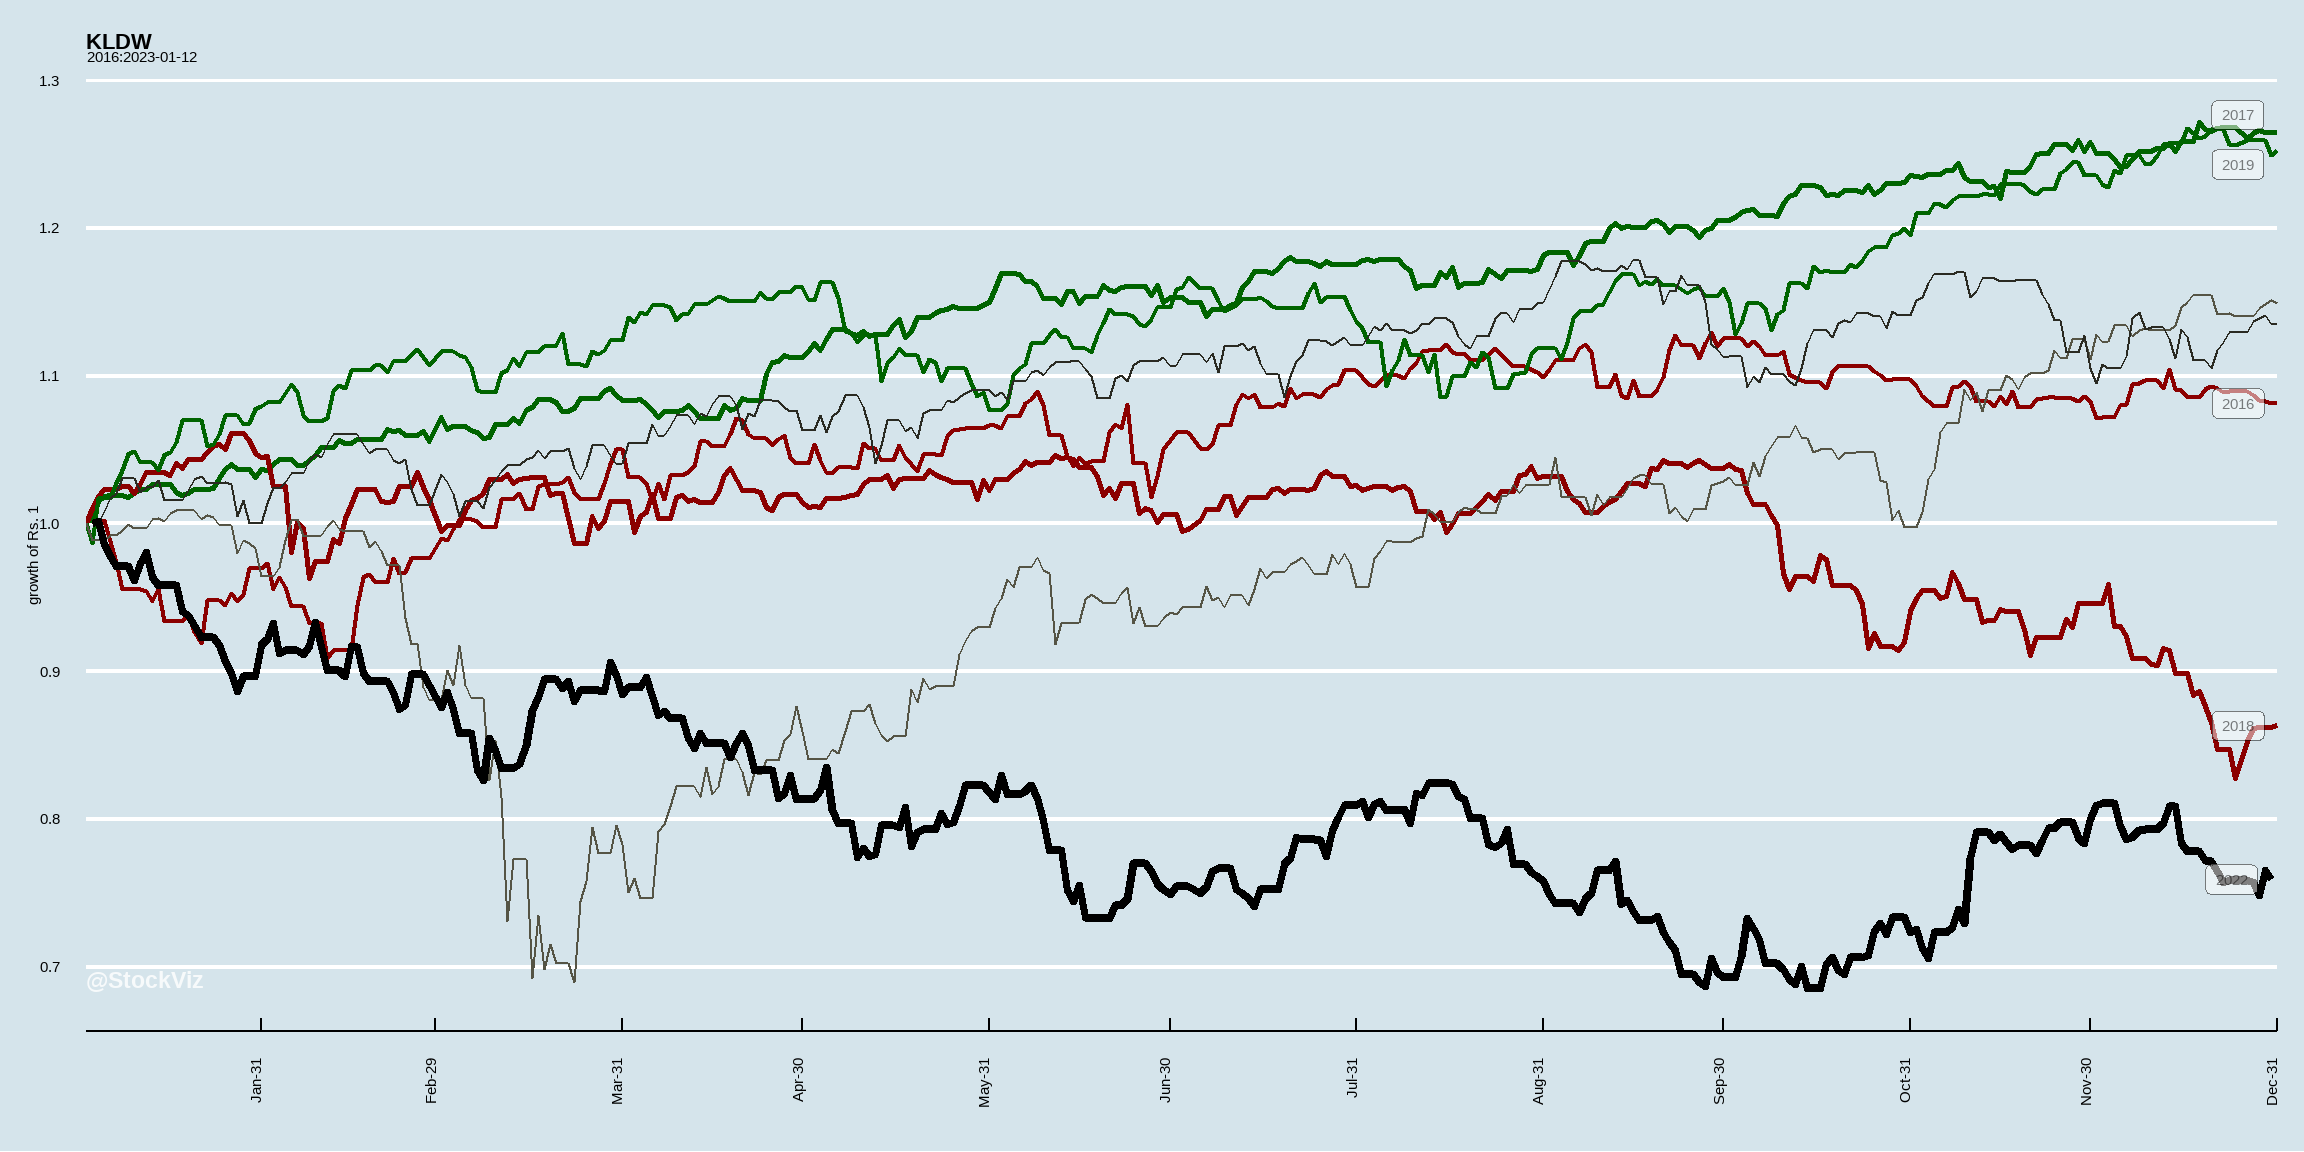 KLDW
2016:2023-01-12
1.3
1.2
1.1
1.0
0.9
0.8
0.7
growth of Rs. 1
2017
2019
2016
2018
2022
@StockViz
Jan-31
Feb-29
Mar-31
Apr-30
May-31
Jun-30
Jul-31
Aug-31
Sep-30
Oct-31
Nov-30
Dec-31